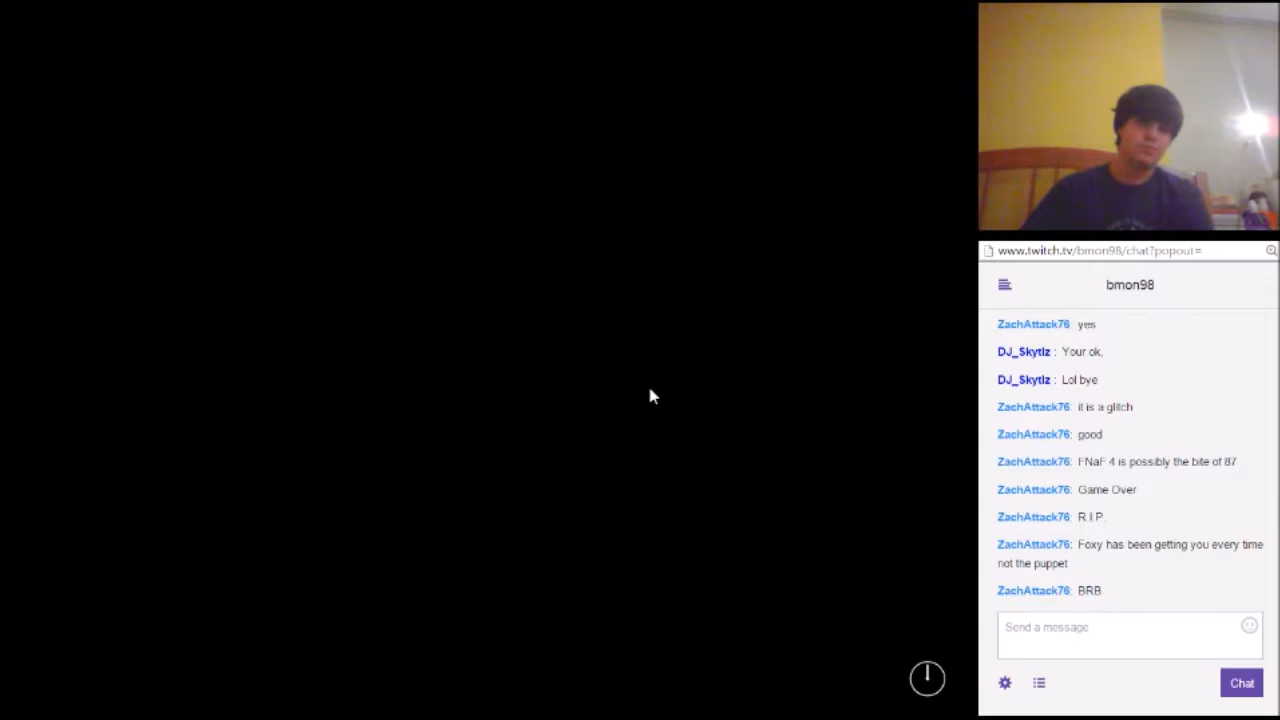 www.twitch.tv/bmon98/chat?popout=
bmon98
ZachAttack76: yes
DJ_Skytlz : Your ok,
DJ_Skytlz : Lol bye
ZachAttack76: it is a glitch
ZachAttack76: good
ZachAttack76: FNaF 4 is possibly the bite of 87
ZachAttack76: Game Over
ZachAttack76: R.I.P.
ZachAttack76: Foxy has been getting you every time
not the puppet
ZachAttack76: BRB
Send a message
Chat